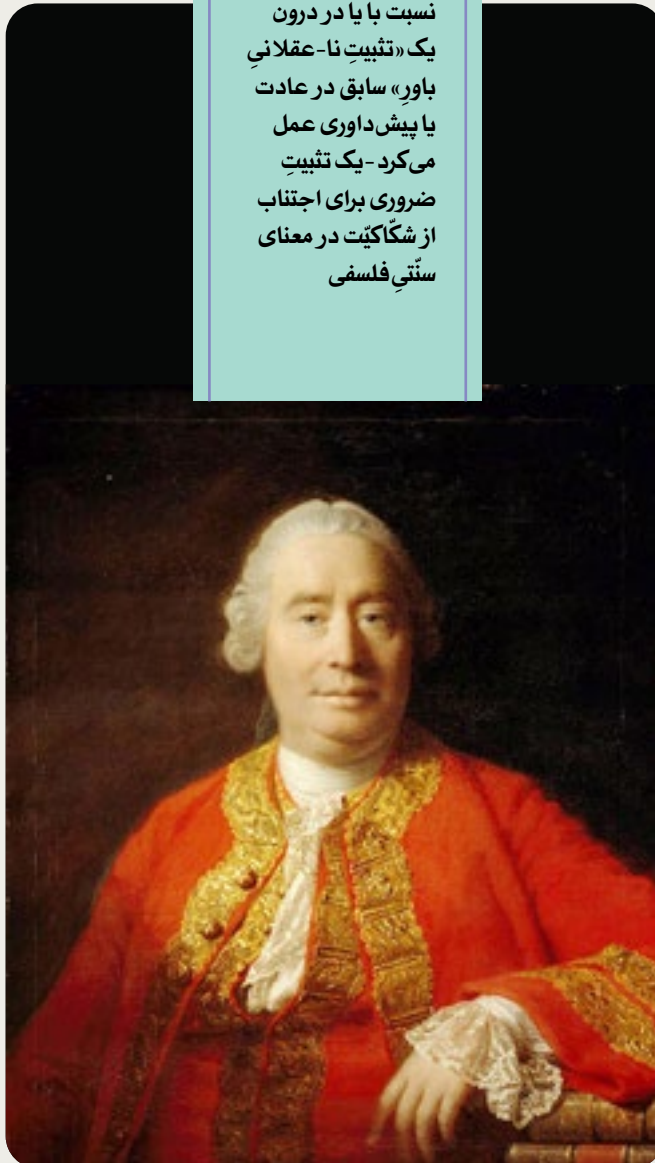 نسبت با یا در درون
یک «تثبیتِ نا-عقلانیِ
باورِ» سابق در عادت
یا پیش‌داوری عمل
می‌کرد -یک تثبیتِ
ضروری برای اجتناب
از شکّاکیّت در معنای
سنّتیِ فلسفی